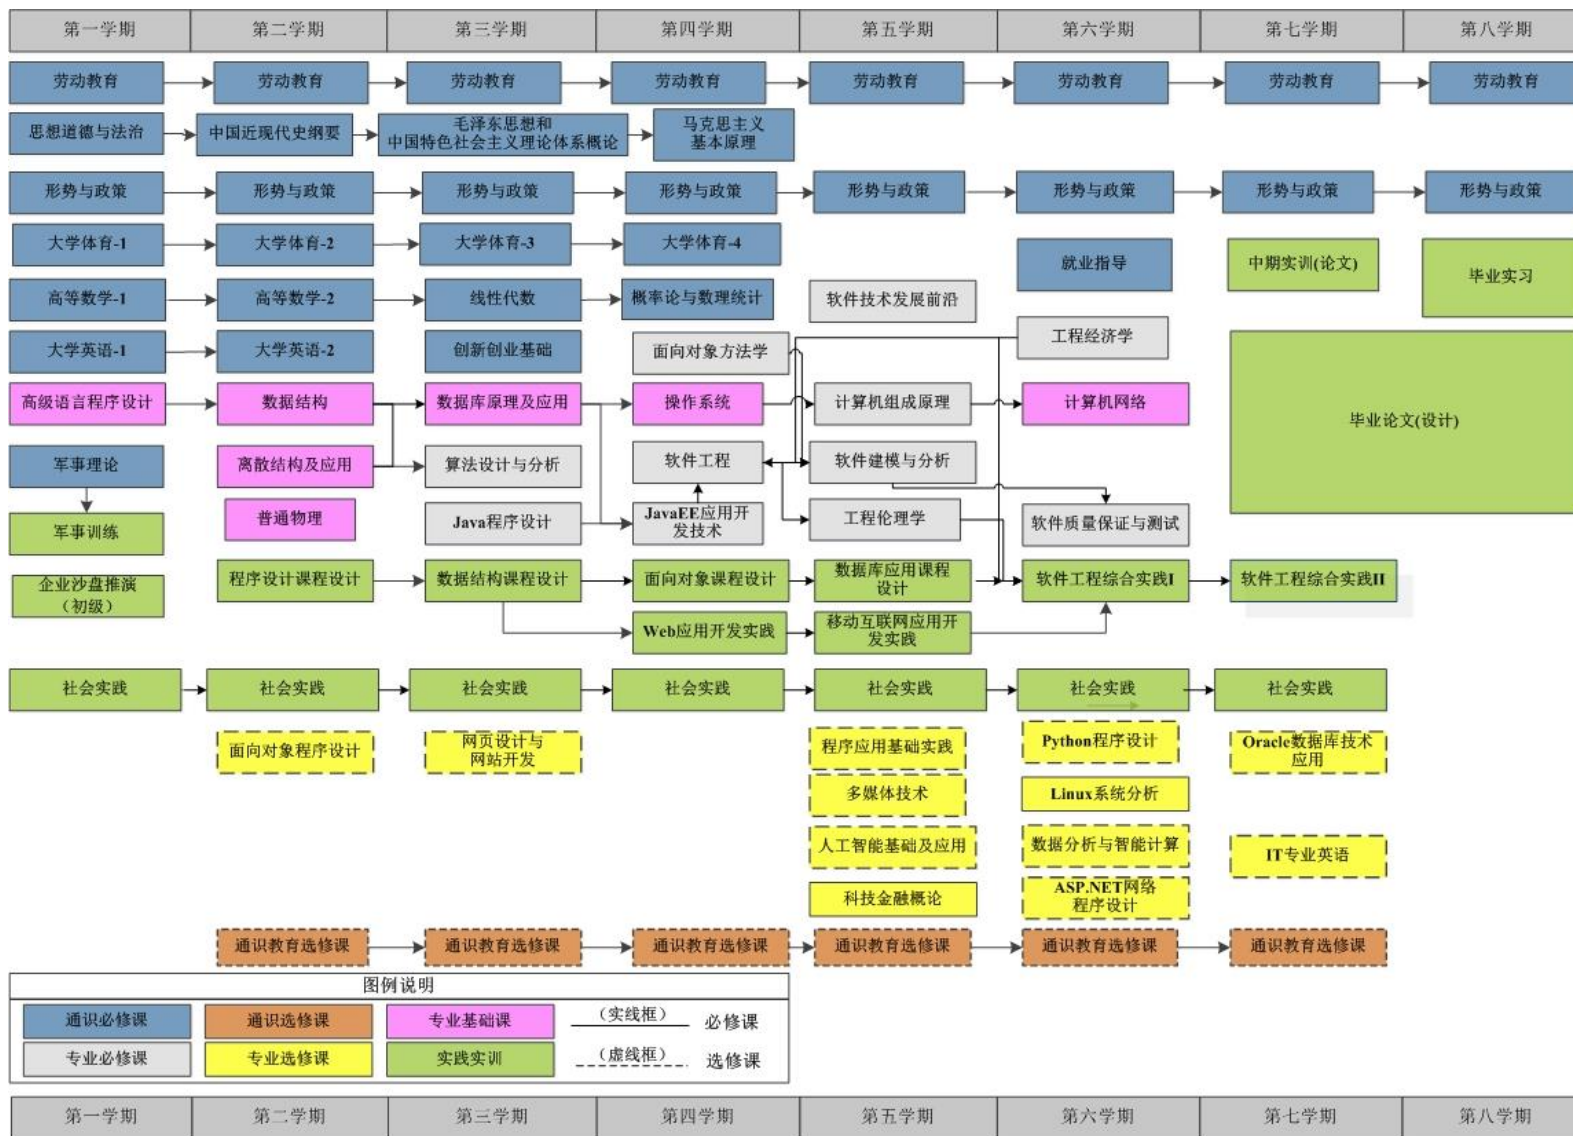 第一学期
第二学期
第三学期
第四学期
第五学期
第六学期
第七学期
第八学期
劳动教育
劳动教育
劳动教育
劳动教育
劳动教育
劳动教育
劳动教育
劳动教育
思想道德与法治
中国近现代史纲要
毛泽东思想和
中国特色社会主义理论体系概论
马克思主义
基本原理
形势与政策
形势与政策
形势与政策
形势与政策
形势与政策
形势与政策
形势与政策
形势与政策
大学体育-1
大学体育-2
大学体育-3
大学体育-4
就业指导
中期实训(论文)
毕业实习
高等数学-1
高等数学-2
线性代数
概率论与数理统计
软件技术发展前沿
大学英语-1
大学英语-2
创新创业基础
面向对象方法学
工程经济学
高级语言程序设计
数据结构
数据库原理及应用
操作系统
计算机组成原理
计算机网络
毕业论文(设计)
军事理论
离散结构及应用
算法设计与分析
软件工程
软件建模与分析
军事训练
普通物理
Java程序设计
JavaEE应用开
发技术
工程伦理学
软件质量保证与测试
企业沙盘推演
（初级）
程序设计课程设计
数据结构课程设计
面向对象课程设计
数据库应用课程
设计
软件工程综合实践I
软件工程综合实践II
Web应用开发实践
移动互联网应用开
发实践
社会实践
社会实践
社会实践
社会实践
社会实践
社会实践
社会实践
面向对象程序设计
网页设计与
网站开发
程序应用基础实践
Python程序设计
Oracle数据库技术
应用
多媒体技术
Linux系统分析
人工智能基础及应用
数据分析与智能计算
IT专业英语
科技金融概论
ASP.NET网络
程序设计
通识教育选修课
通识教育选修课
通识教育选修课
通识教育选修课
通识教育选修课
通识教育选修课
图例说明
通识必修课
通识选修课
专业基础课
（实线框）
必修课
专业必修课
专业选修课
实践实训
（虚线框）
选修课
第一学期
第二学期
第三学期
第四学期
第五学期
第六学期
第七学期
第八学期